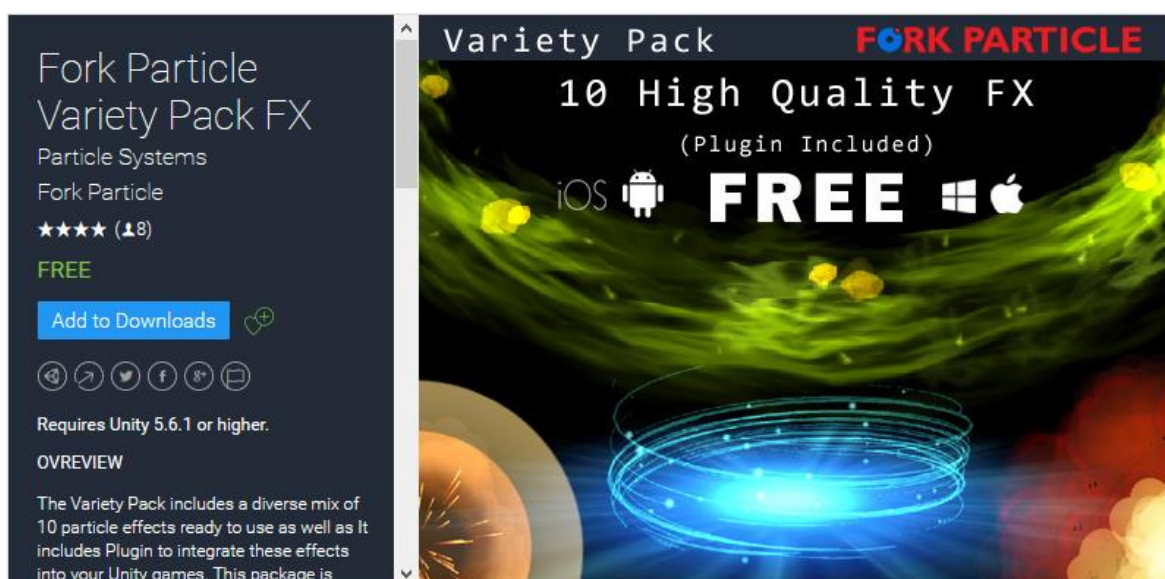 Fork Particle
Variety Pack FX
Particle Systems
Fork Particle
★★★★ (8)
FREE
Add to Downloads
Requires Unity 5.6.1 or higher.
OVREVIEW
The Variety Pack includes a diverse mix of
10 particle effects ready to use as well as It
includes Plugin to integrate these effects
into your Unity games. This package is
Variety Pack
FORK PARTICLE
10 High Quality FX
(Plugin Included)
iOS FREE